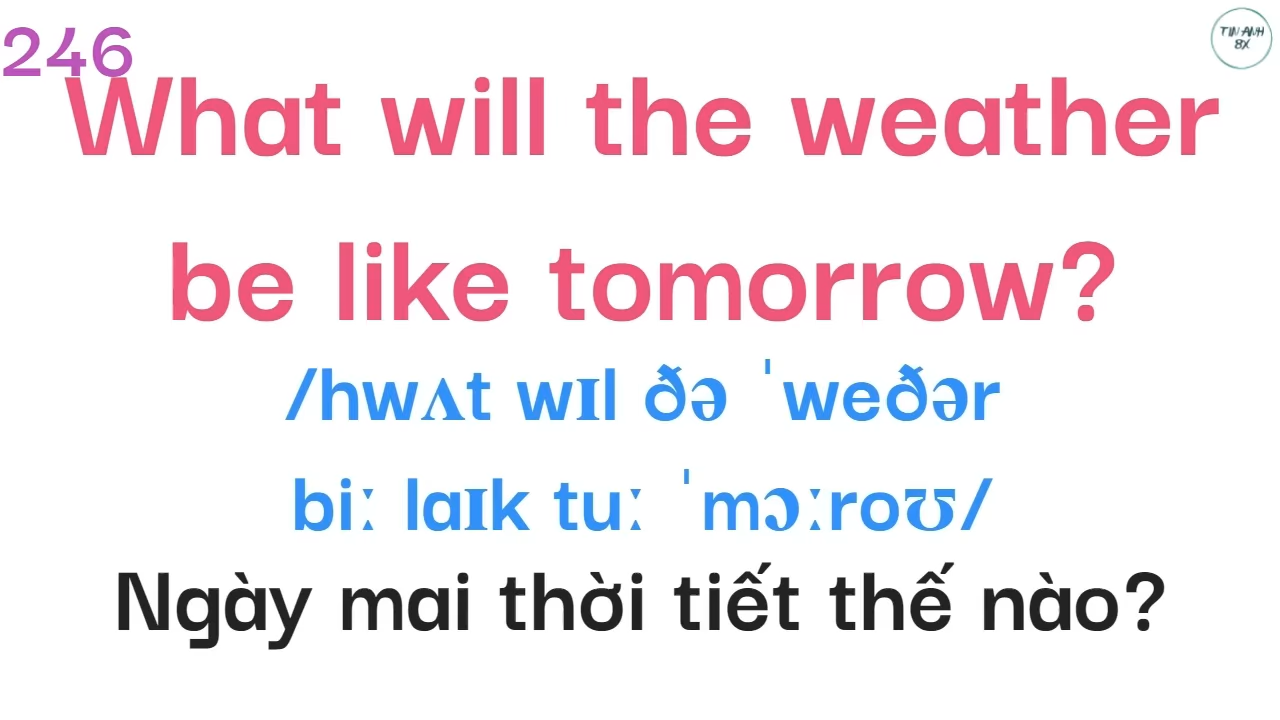 246
TIN ANH
8X
What will the weather
be like tomorrow?
/hwʌt wɪl ðə ˈweðər
biː laɪk tuː ˈmɔːroʊ/
Ngày mai thời tiết thế nào?